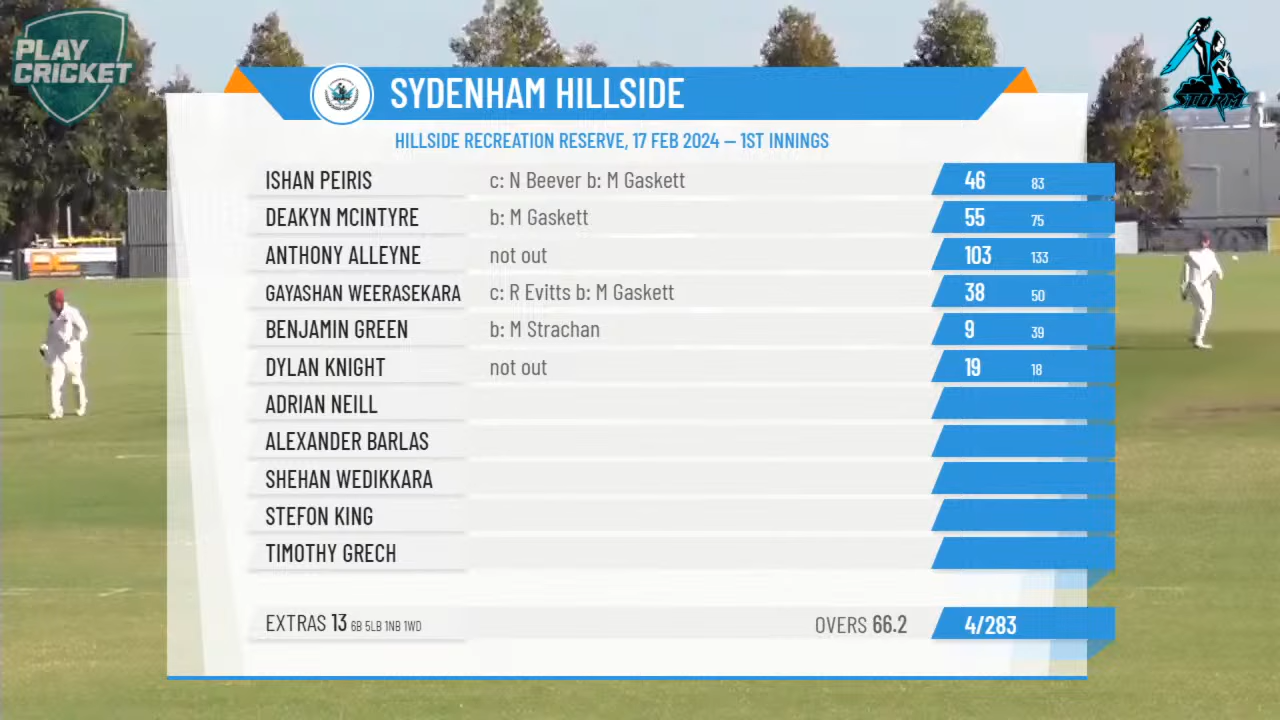 PLAY
CRICKET
STORM
SYDENHAM HILLSIDE
HILLSIDE RECREATION RESERVE, 17 FEB 2024 – 1ST INNINGS
ISHAN PEIRIS c: N Beever b: M Gaskett 46 83
DEAKYN MCINTYRE b: M Gaskett 55 75
ANTHONY ALLEYNE not out 103 133
GAYASHAN WEERASEKARA c: R Evitts b: M Gaskett 38 50
BENJAMIN GREEN b: M Strachan 9 39
DYLAN KNIGHT not out 19 18
ADRIAN NEILL
ALEXANDER BARLAS
SHEHAN WEDIKKARA
STEFON KING
TIMOTHY GRECH
EXTRAS 13 6B 5LB 1NB 1WD OVERS 66.2 4/283